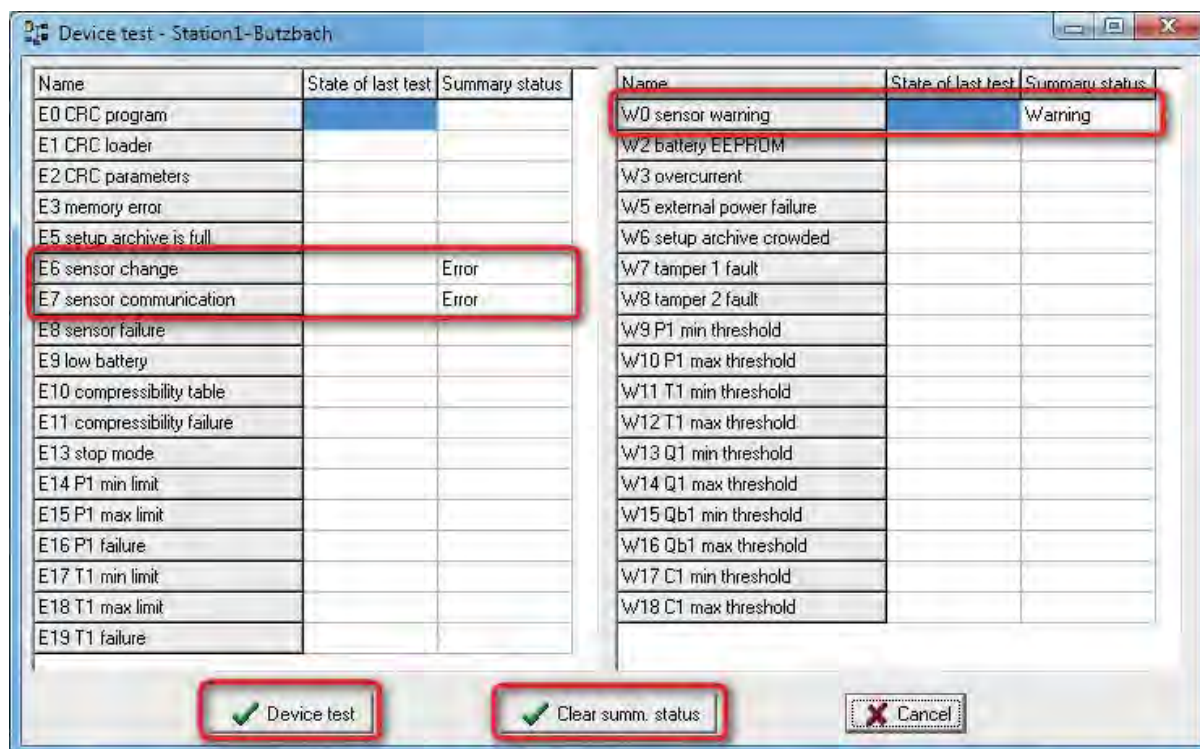 Device test - Station1-Butzbach
Name State of last test Summary status
E0 CRC program
E1 CRC loader
E2 CRC parameters
E3 memory error
E5 setup archive is full
E6 sensor change Error
E7 sensor communication Error
E8 sensor failure
E9 low battery
E10 compressibility table
E11 compressibility failure
E13 stop mode
E14 P1 min limit
E15 P1 max limit
E16 P1 failure
E17 T1 min limit
E18 T1 max limit
E19 T1 failure
Name State of last test Summary status
W0 sensor warning Warning
W2 battery EEPROM
W3 overcurrent
W5 external power failure
W6 setup archive crowded
W7 tamper 1 fault
W8 tamper 2 fault
W9 P1 min threshold
W10 P1 max threshold
W11 T1 min threshold
W12 T1 max threshold
W13 Q1 min threshold
W14 Q1 max threshold
W15 Qb1 min threshold
W16 Qb1 max threshold
W17 C1 min threshold
W18 C1 max threshold
Device test Clear summ. status Cancel